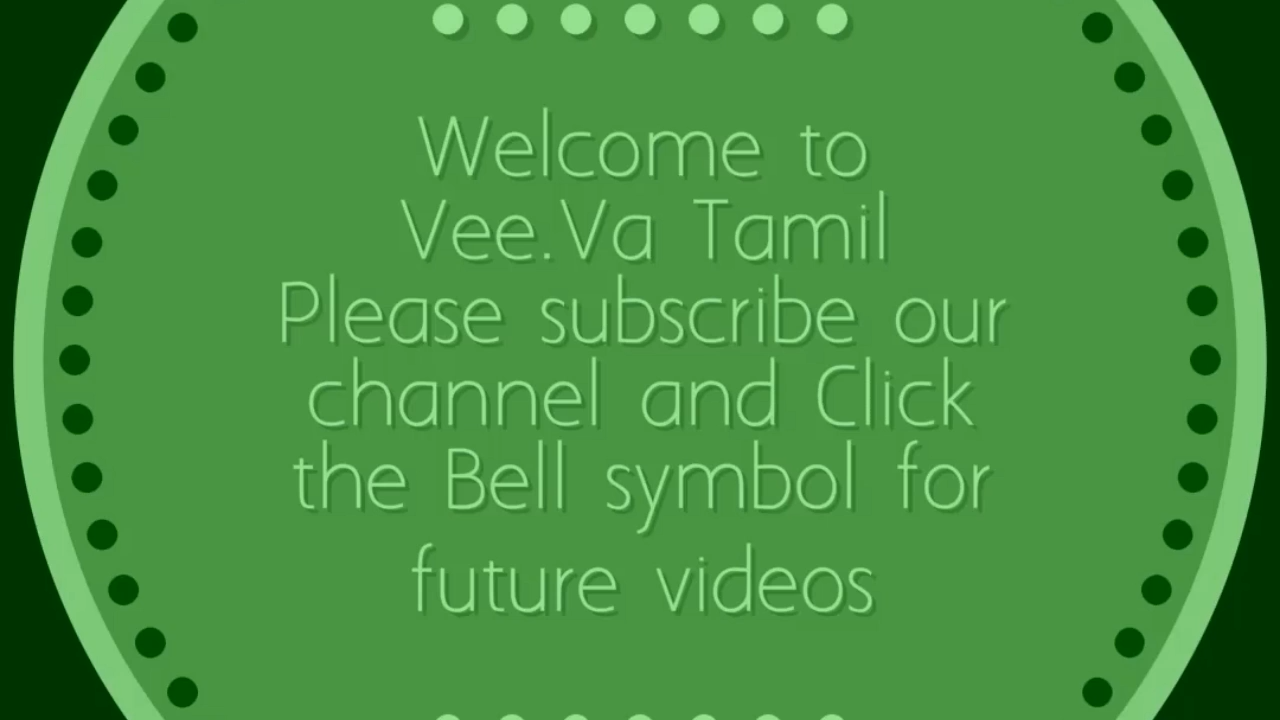 Welcome to
Vee.Va Tamil
Please subscribe our
channel and Click
the Bell symbol for
future videos